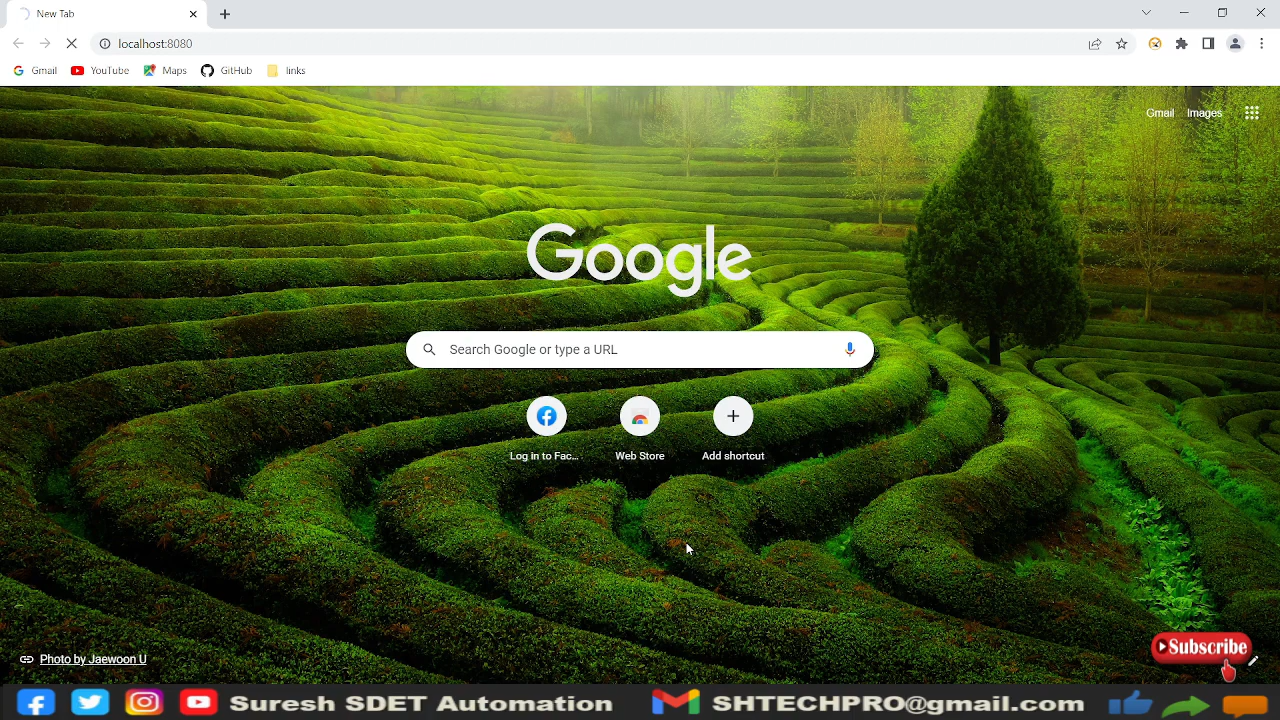 New Tab
localhost:8080
Gmail YouTube Maps GitHub links
Gmail Images
Google
Search Google or type a URL
Log in to Fac... Web Store Add shortcut
Photo by Jaewoon U
Subscribe
Suresh SDET Automation SHTECHPRO@gmail.com